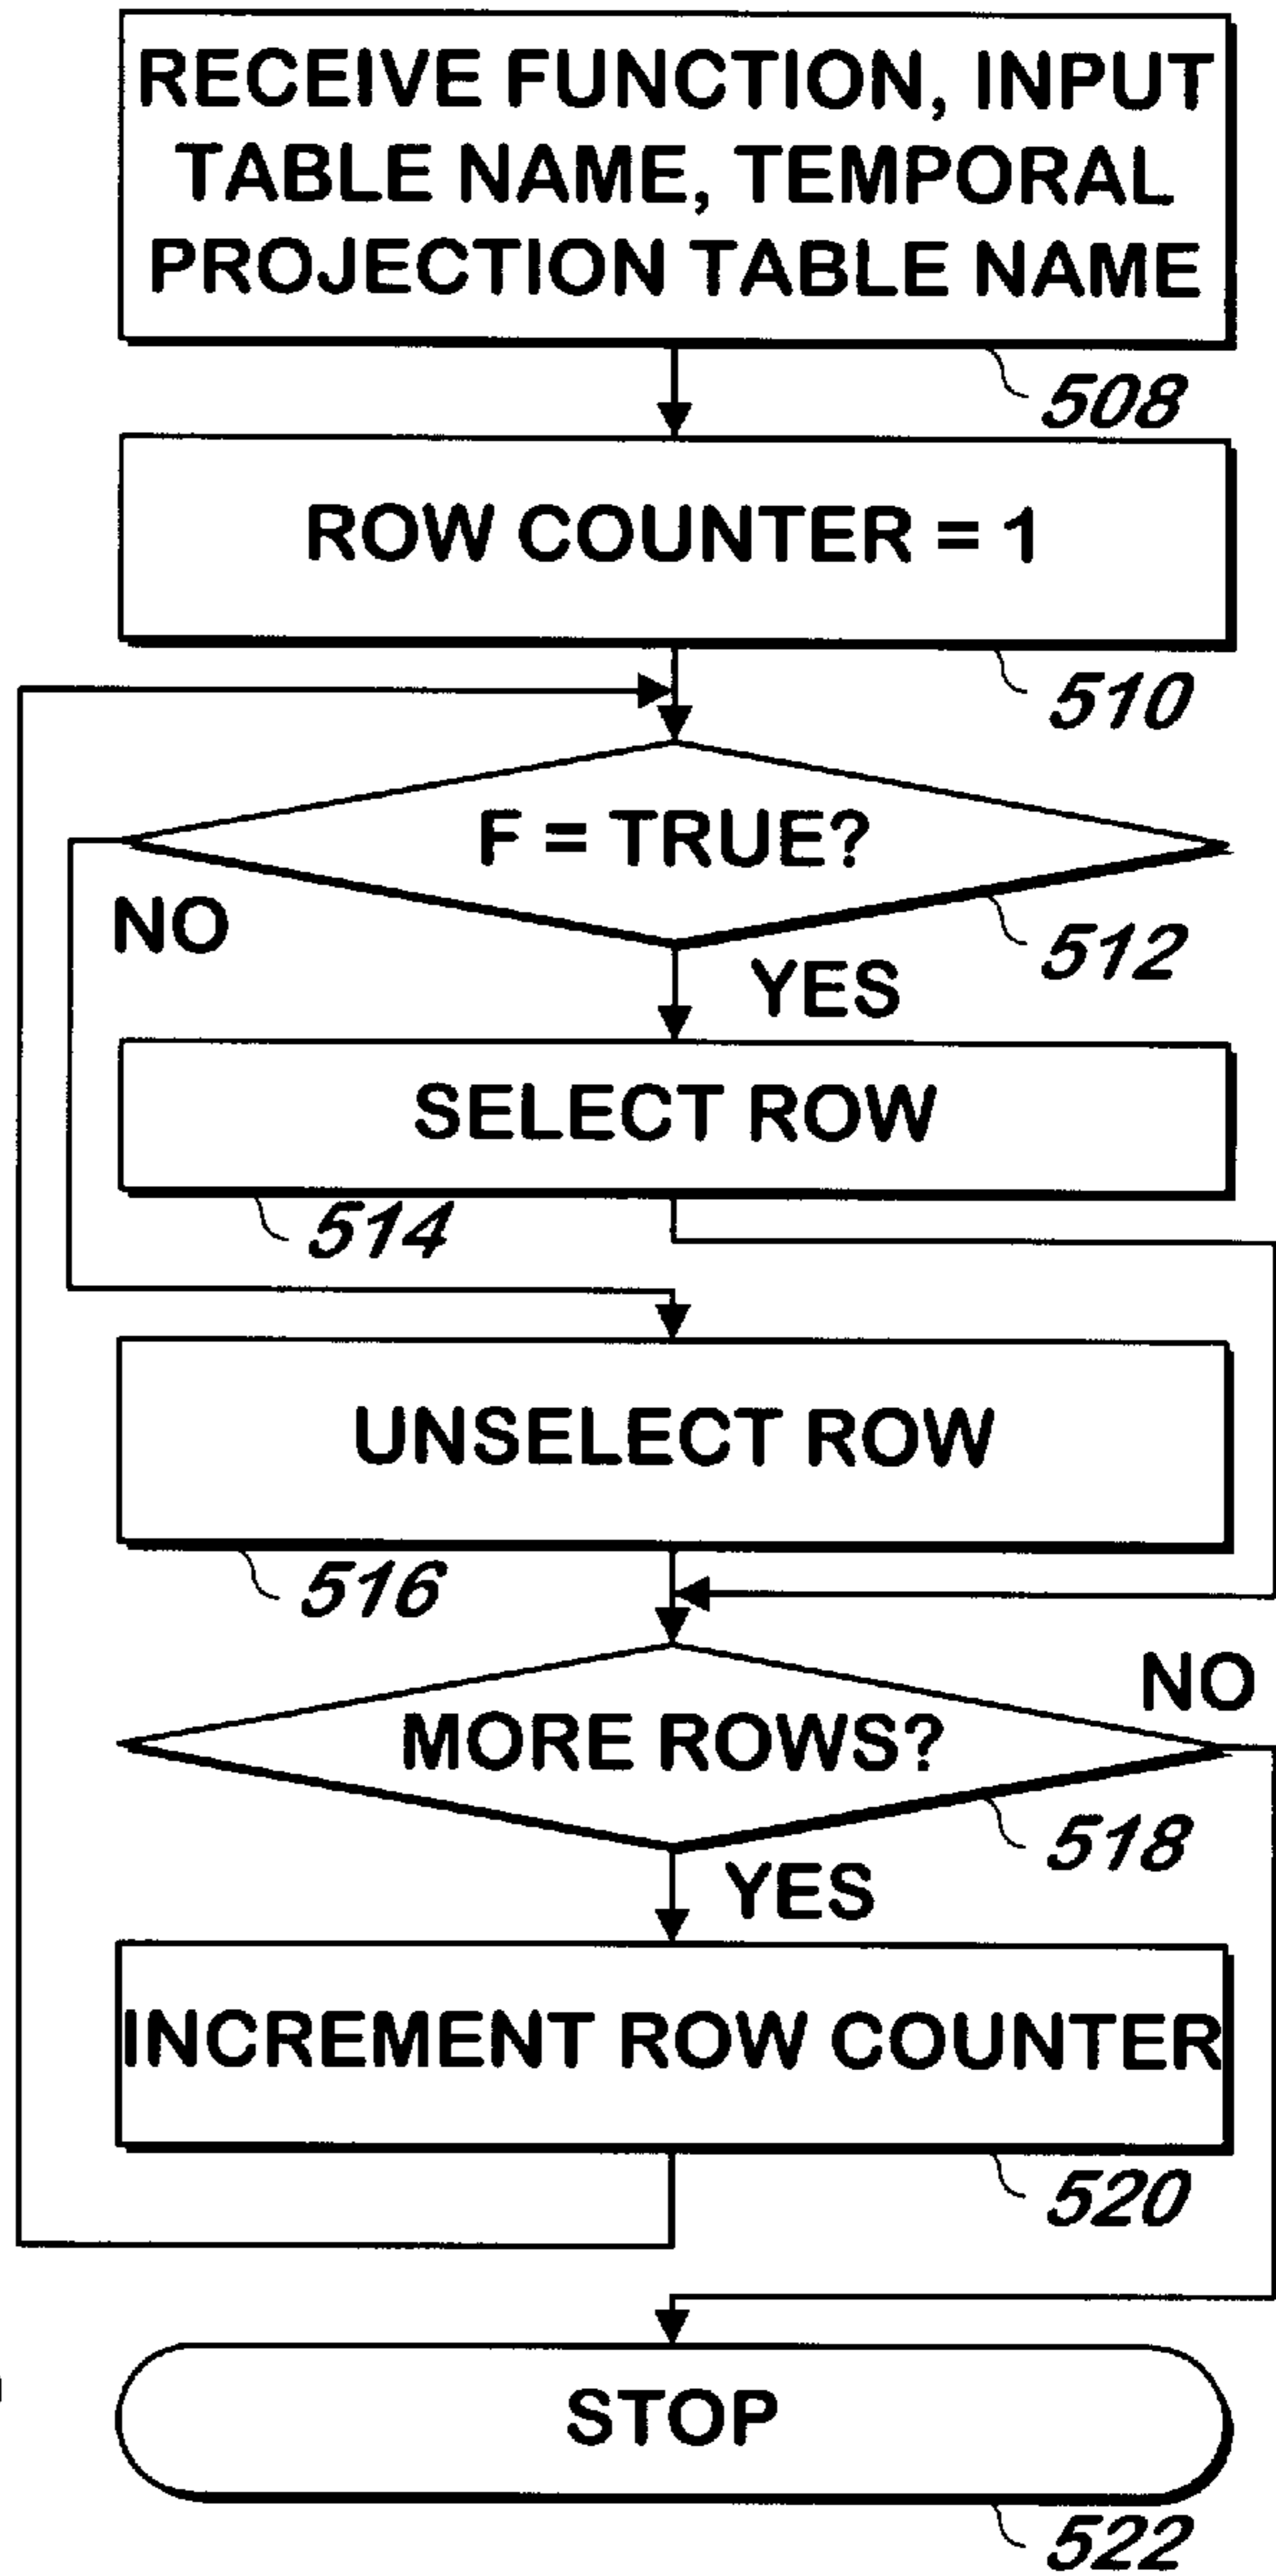 RECEIVE FUNCTION, INPUT
TABLE NAME, TEMPORAL
PROJECTION TABLE NAME
508
ROW COUNTER = 1
510
F = TRUE?
NO
512
YES
SELECT ROW
514
UNSELECT ROW
516
NO
MORE ROWS?
518
YES
INCREMENT ROW COUNTER
520
STOP
522